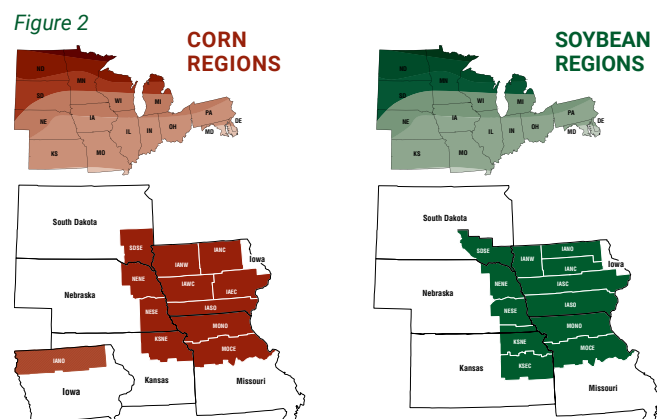 Figure 2
CORN
REGIONS
ND
MN
SD
WI
MI
NE
IA
PA
IL
IN
OH
MD
DE
KS
MO
South Dakota
SDSE
IANW
IANC
Iowa
NENE
IAWC
IAEC
Nebraska
NESE
IASO
MONO
KSNE
MOCE
IANO
Iowa
Kansas
Missouri
SOYBEAN
REGIONS
ND
MN
SD
WI
MI
NE
IA
PA
IL
IN
OH
MD
DE
KS
MO
South Dakota
SDSE
IANO
IANW
IANC
Iowa
NENE
IASC
Nebraska
NESE
IASO
MONO
KSNE
MOCE
KSEC
Kansas
Missouri